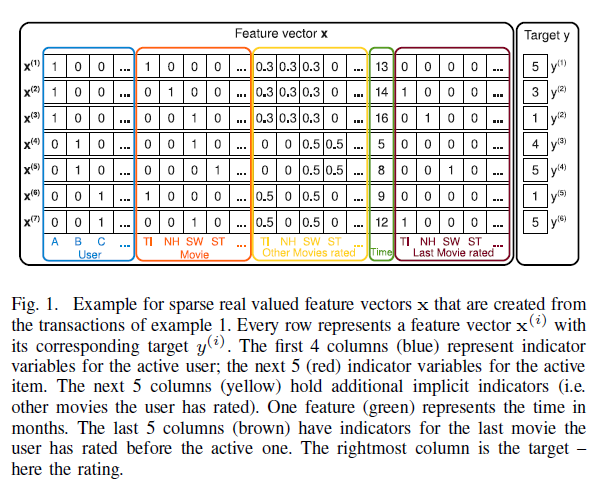 Feature vector x Target y
x(1) 1 0 0 ... 1 0 0 0 ... 0.3 0.3 0.3 0 ... 13 0 0 0 0 ... 5 y(1)
x(2) 1 0 0 ... 0 1 0 0 ... 0.3 0.3 0.3 0 ... 14 1 0 0 0 ... 3 y(2)
x(3) 1 0 0 ... 0 0 1 0 ... 0.3 0.3 0.3 0 ... 16 0 1 0 0 ... 1 y(2)
x(4) 0 1 0 ... 0 0 1 0 ... 0 0 0.5 0.5 ... 5 0 0 0 0 ... 4 y(3)
x(5) 0 1 0 ... 0 0 0 1 ... 0 0 0.5 0.5 ... 8 0 0 1 0 ... 5 y(4)
x(6) 0 0 1 ... 1 0 0 0 ... 0.5 0 0.5 0 ... 9 0 0 0 0 ... 1 y(5)
x(7) 0 0 1 ... 0 0 1 0 ... 0.5 0 0.5 0 ... 12 1 0 0 0 ... 5 y(6)
A B C ... TI NH SW ST ... TI NH SW ST ... TI NH SW ST ...
User Movie Other Movies rated Time Last Movie rated
Fig. 1. Example for sparse real valued feature vectors x that are created from
the transactions of example 1. Every row represents a feature vector x(i) with
its corresponding target y(i). The first 4 columns (blue) represent indicator
variables for the active user; the next 5 (red) indicator variables for the active
item. The next 5 columns (yellow) hold additional implicit indicators (i.e.
other movies the user has rated). One feature (green) represents the time in
months. The last 5 columns (brown) have indicators for the last movie the
user has rated before the active one. The rightmost column is the target –
here the rating.